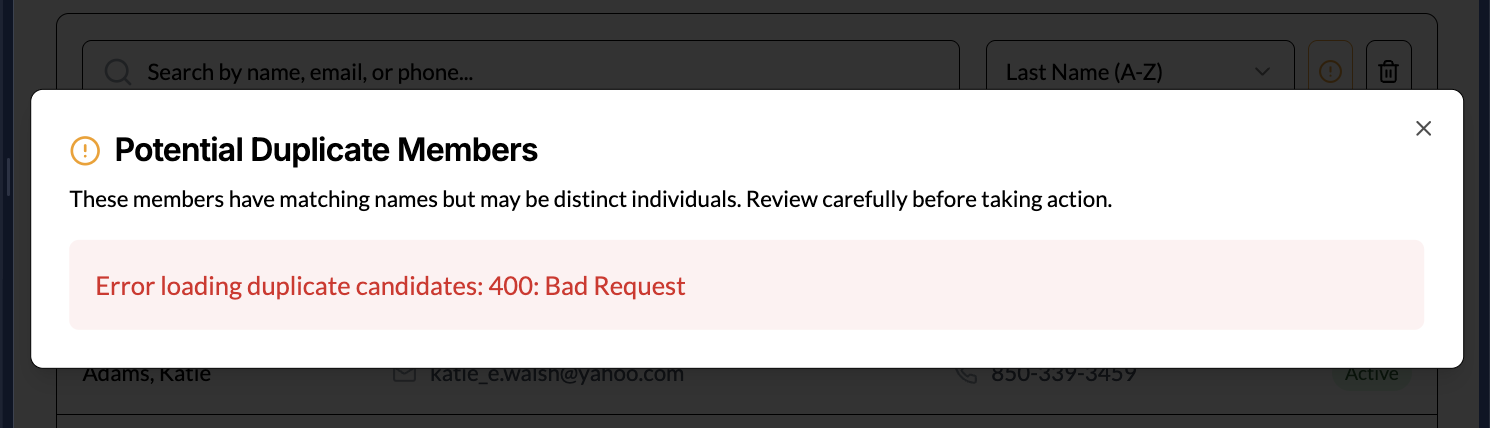 Search by name, email, or phone...
Last Name (A-Z)
Potential Duplicate Members
These members have matching names but may be distinct individuals. Review carefully before taking action.
Error loading duplicate candidates: 400: Bad Request
Adams, Katie
katie_e.walsh@yahoo.com
850-339-3459
Active